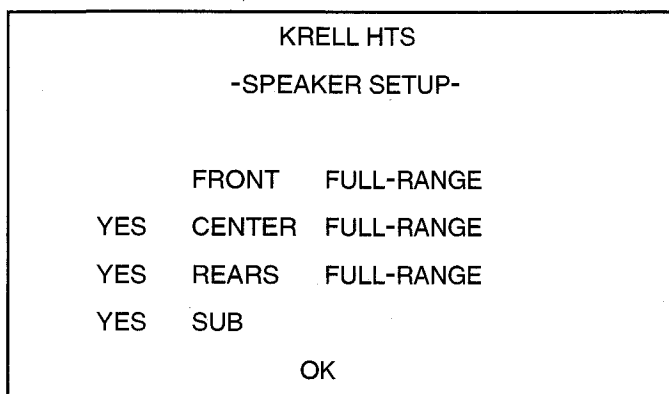 KRELL HTS
-SPEAKER SETUP-
FRONT FULL-RANGE
YES CENTER FULL-RANGE
YES REARS FULL-RANGE
YES SUB
OK